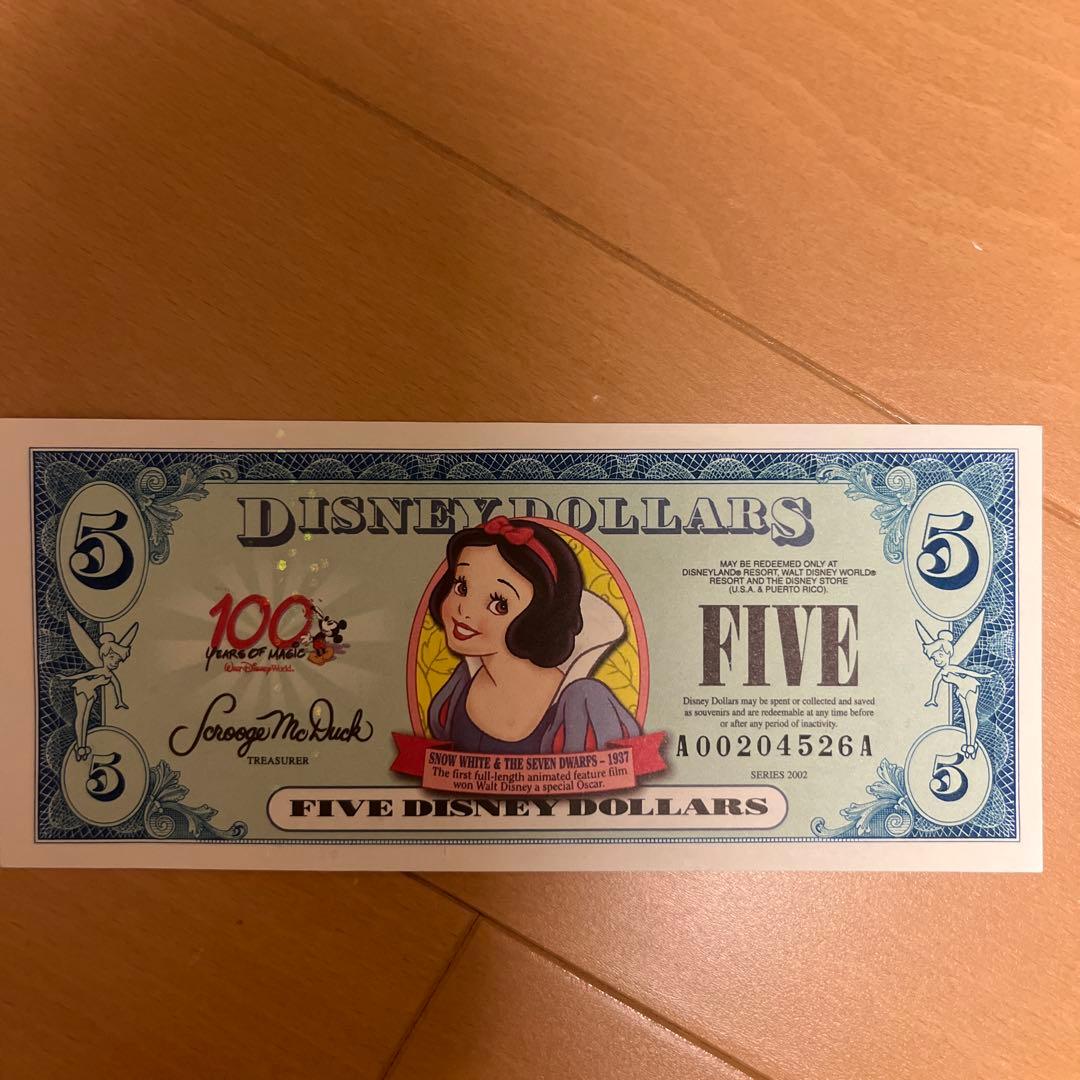 5
DISNEY DOLLARS
5
100
YEARS OF MAGIC
Walt Disney World.
Scrooge McDuck
TREASURER
MAY BE REDEEMED ONLY AT
DISNEYLAND® RESORT, WALT DISNEY WORLD®
RESORT AND THE DISNEY STORE
(U.S.A. & PUERTO RICO).
FIVE
Disney Dollars may be spent or collected and saved
as souvenirs and are redeemable at any time before
or after any period of inactivity.
A00204526A
SERIES 2002
SNOW WHITE & THE SEVEN DWARFS – 1937
The first full-length animated feature film
won Walt Disney a special Oscar.
5
FIVE DISNEY DOLLARS
5